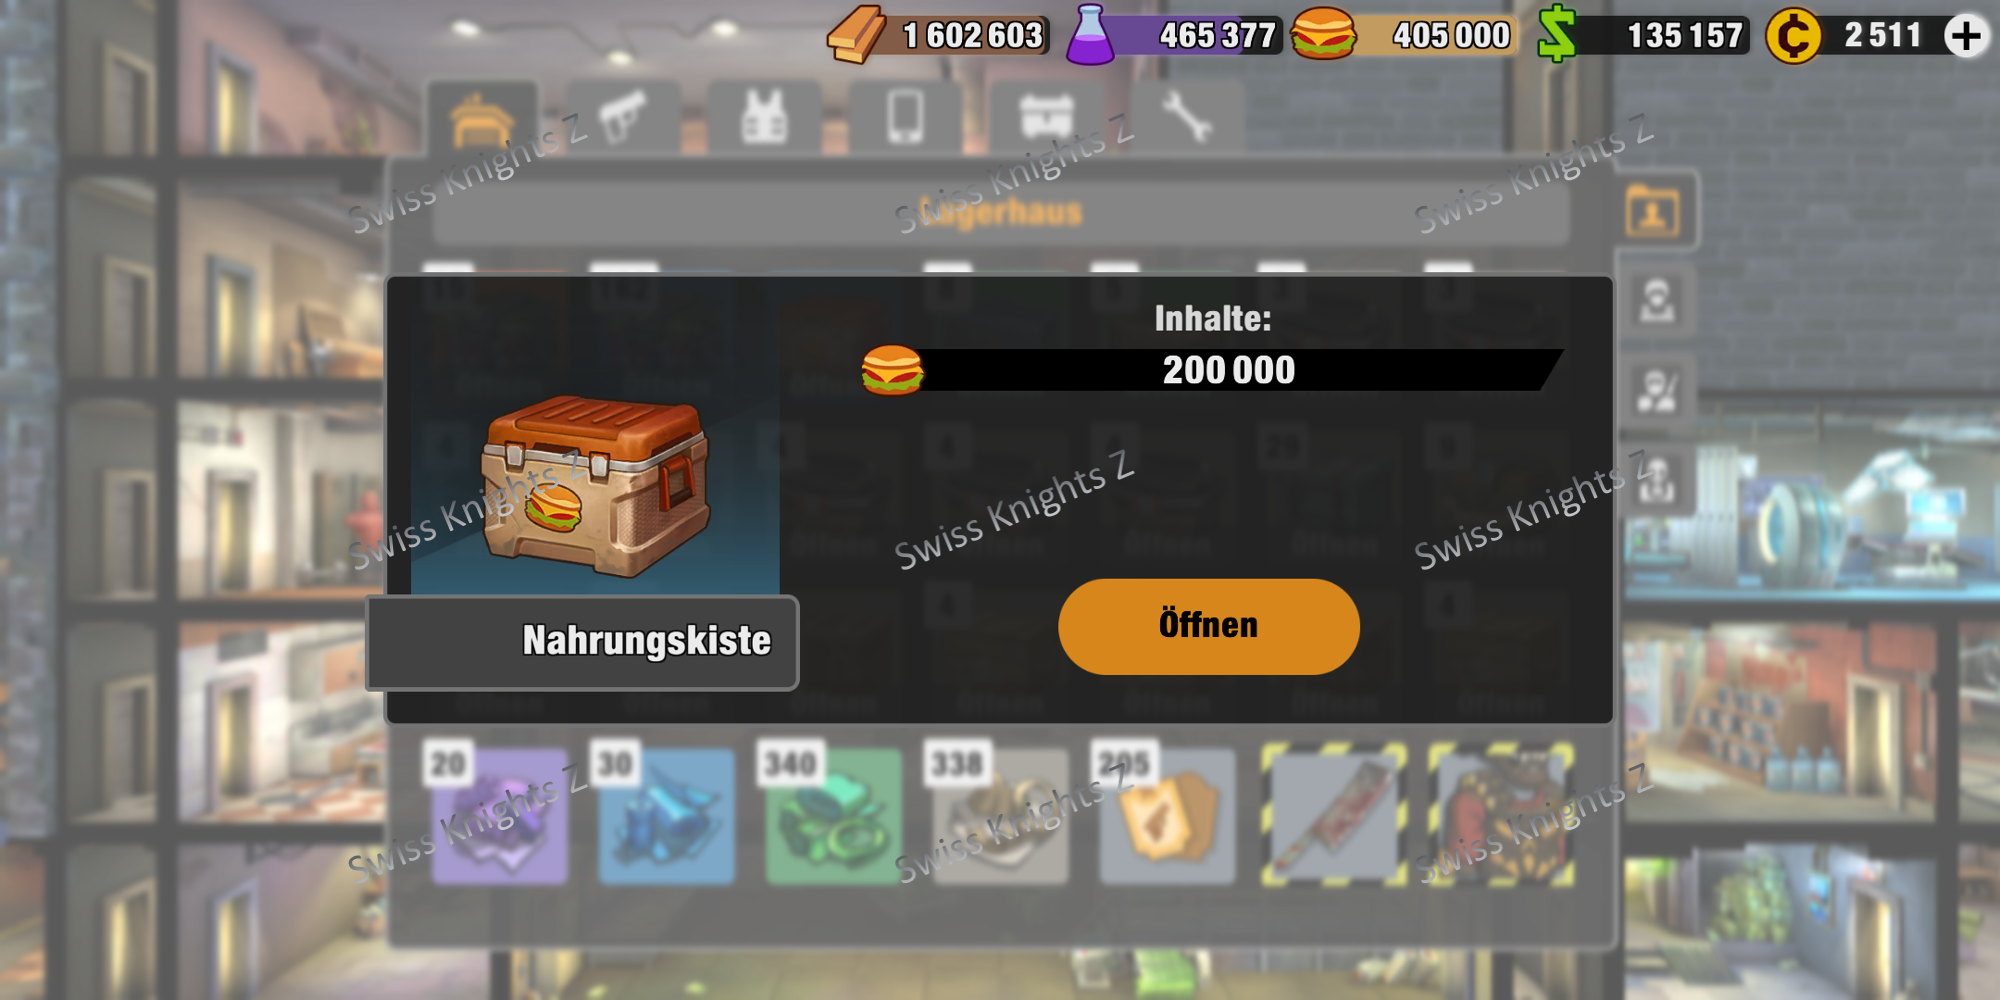 1 602 603
465 377
405 000
135 157
2 511
Lagerhaus
Inhalte:
200 000
Öffnen
Nahrungskiste
20
30
340
338
205
Swiss Knights Z
Swiss Knights Z
Swiss Knights Z
Swiss Knights Z
Swiss Knights Z
Swiss Knights Z
Swiss Knights Z
Swiss Knights Z
Swiss Knights Z